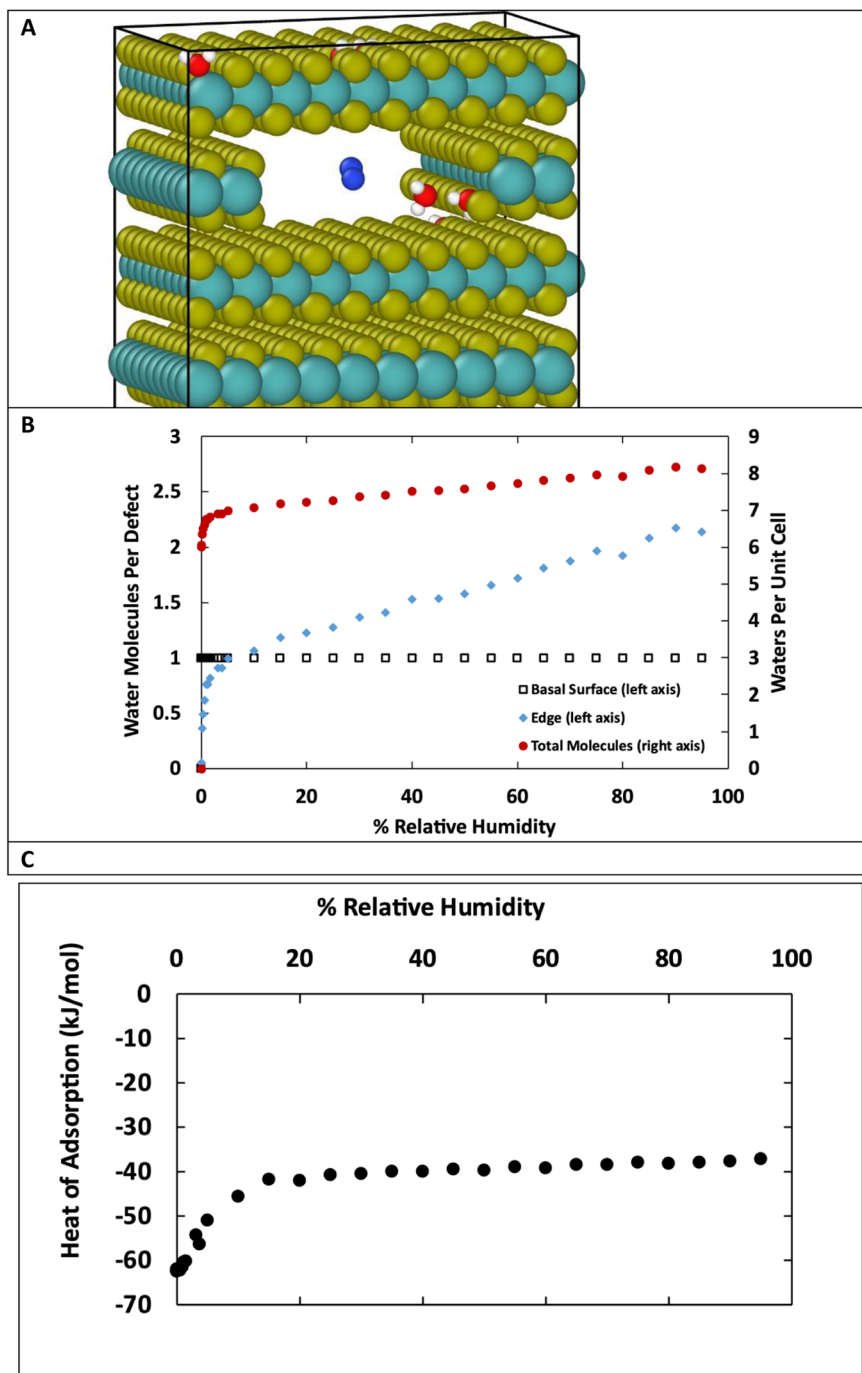 A
B
3
2.5
2
1.5
1
0.5
0
Water Molecules Per Defect
9
8
7
6
5
4
3
2
1
0
Waters Per Unit Cell
Basal Surface (left axis)
Edge (left axis)
Total Molecules (right axis)
0 20 40 60 80 100
% Relative Humidity
C
% Relative Humidity
0 20 40 60 80 100
0
-10
-20
-30
-40
-50
-60
-70
Heat of Adsorption (kJ/mol)